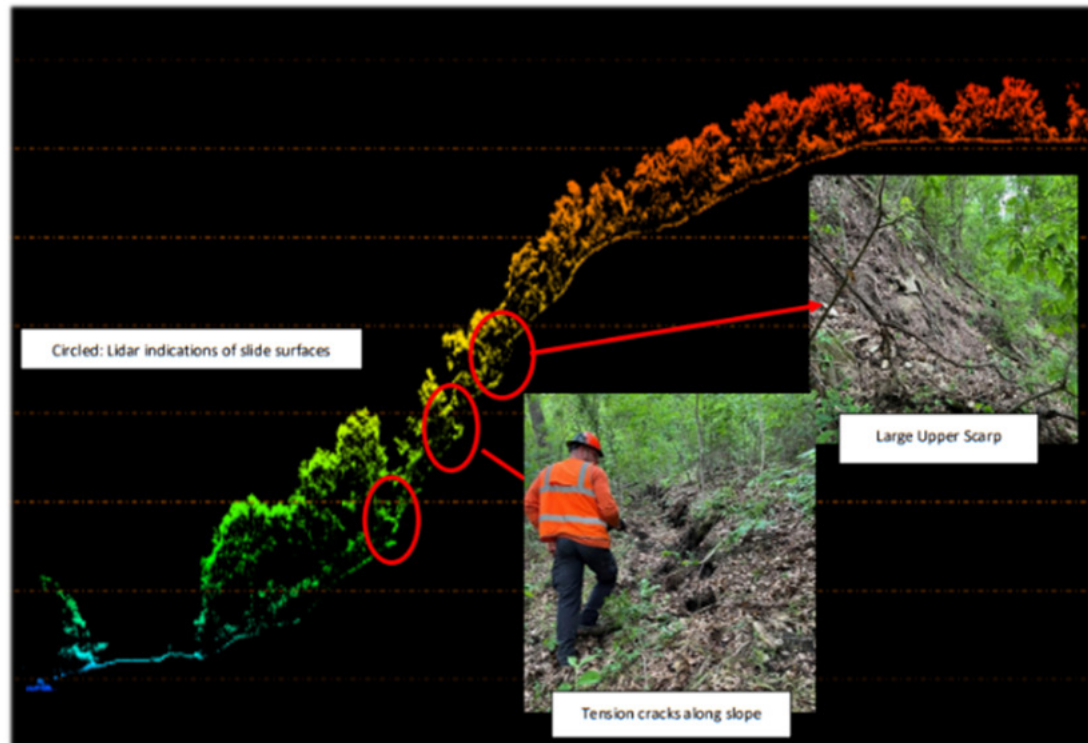 Circled: Lidar indications of slide surfaces
Large Upper Scarp
Tension cracks along slope